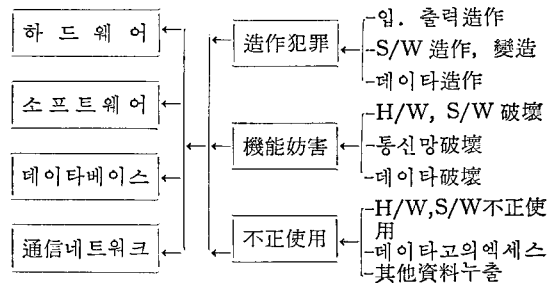 하드웨어
소프트웨어
데이타베이스
通信네트워크
造作犯罪
-입. 출력造作
-S/W 造作, 變造
-데이타造作
機能妨害
-H/W, S/W 破壞
-통신망破壞
-데이타破壞
不正使用
-H/W,S/W不正使
用
-데이타고의엑세스
-其他資料누출